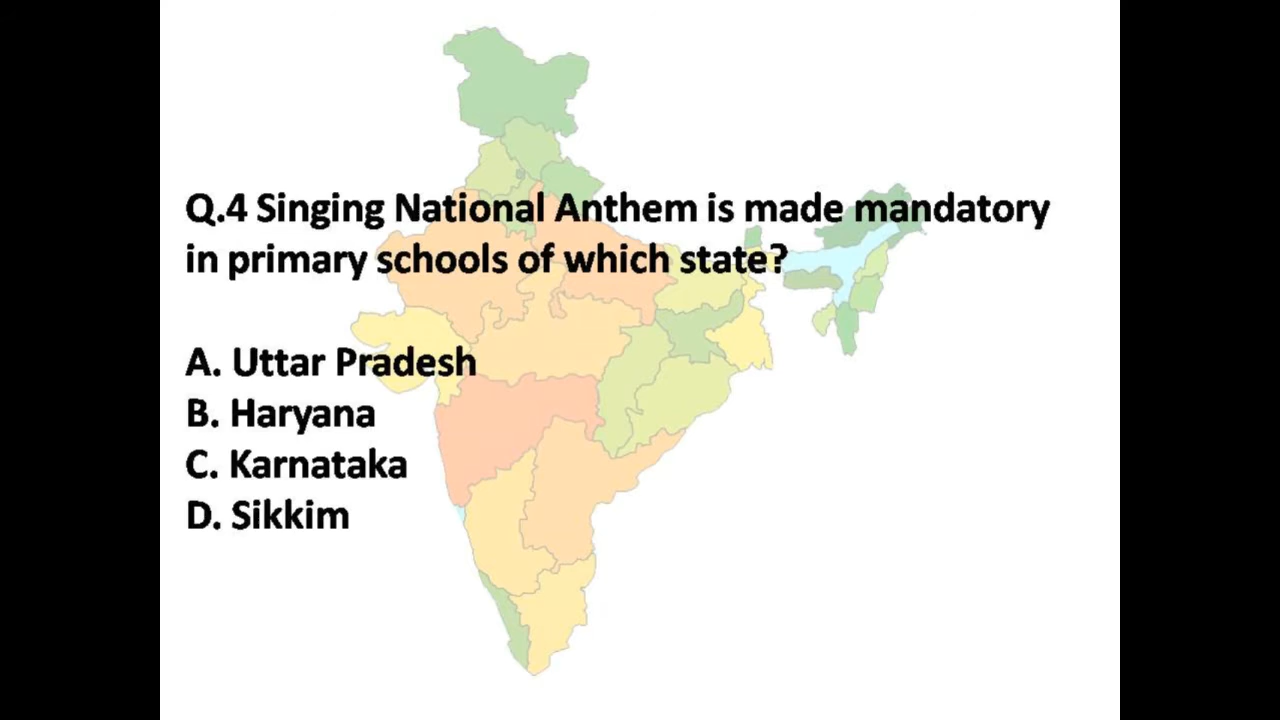 Q.4 Singing National Anthem is made mandatory
in primary schools of which state?
A. Uttar Pradesh
B. Haryana
C. Karnataka
D. Sikkim